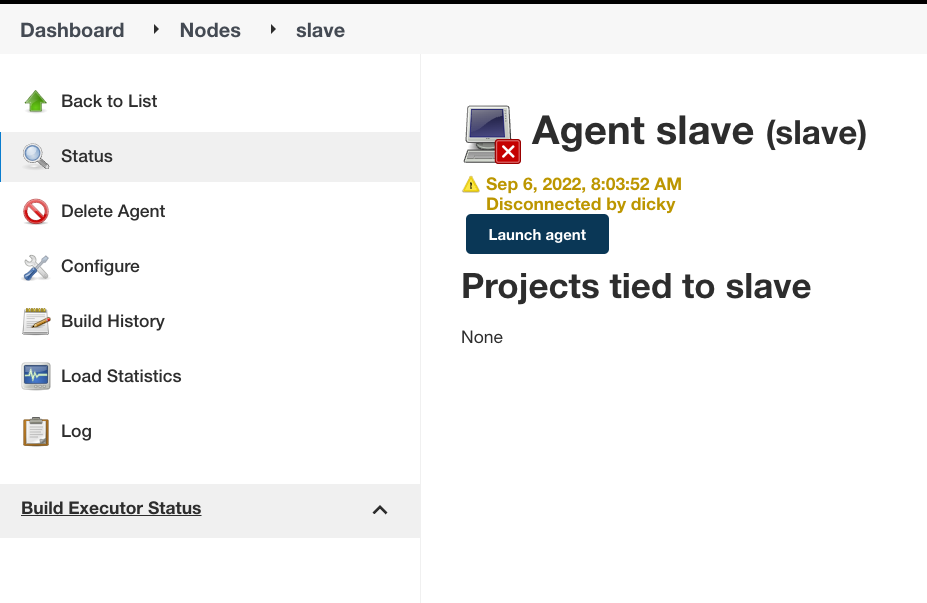 Dashboard Nodes slave
Back to List
Status
Delete Agent
Configure
Build History
Load Statistics
Log
Build Executor Status
Agent slave (slave)
Sep 6, 2022, 8:03:52 AM
Disconnected by dicky
Launch agent
Projects tied to slave
None